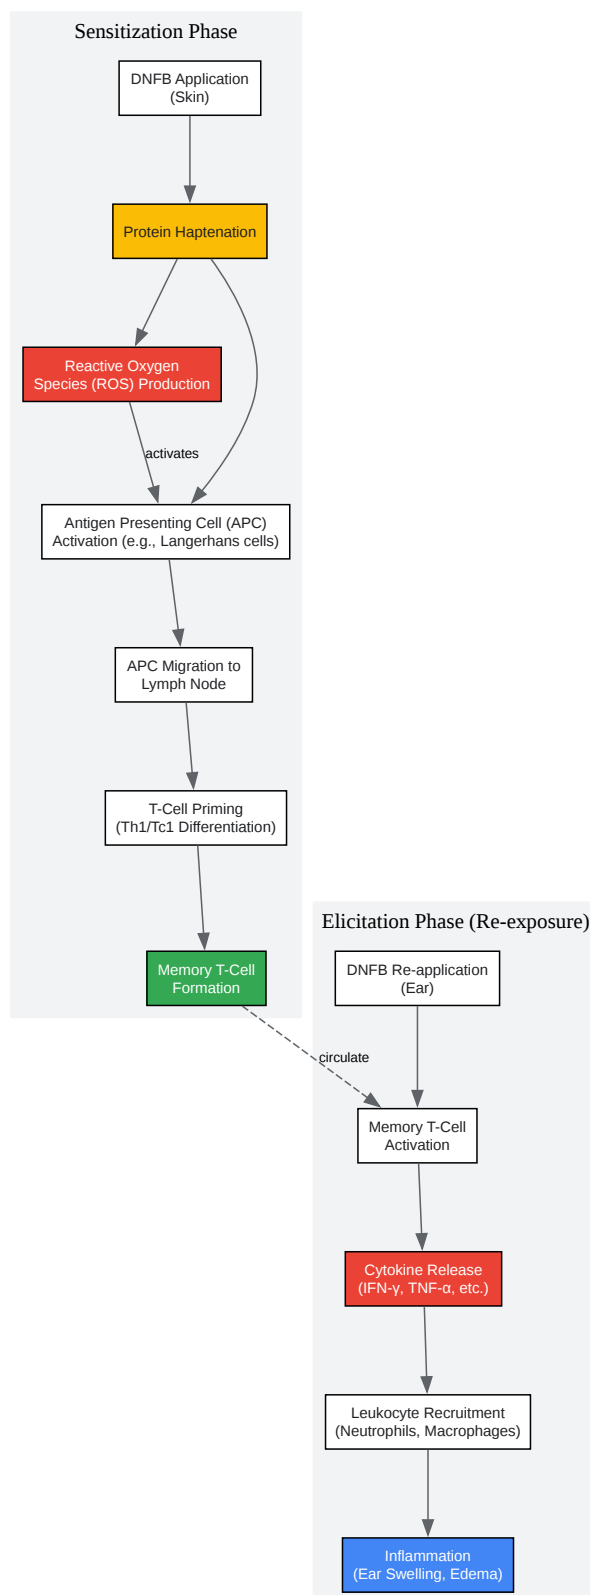 Sensitization Phase
DNFB Application
(Skin)
Protein Haptenation
Reactive Oxygen
Species (ROS) Production
activates
Antigen Presenting Cell (APC)
Activation (e.g., Langerhans cells)
APC Migration to
Lymph Node
T-Cell Priming
(Th1/Tc1 Differentiation)
Memory T-Cell
Formation
Elicitation Phase (Re-exposure)
DNFB Re-application
(Ear)
circulate
Memory T-Cell
Activation
Cytokine Release
(IFN-γ, TNF-α, etc.)
Leukocyte Recruitment
(Neutrophils, Macrophages)
Inflammation
(Ear Swelling, Edema)